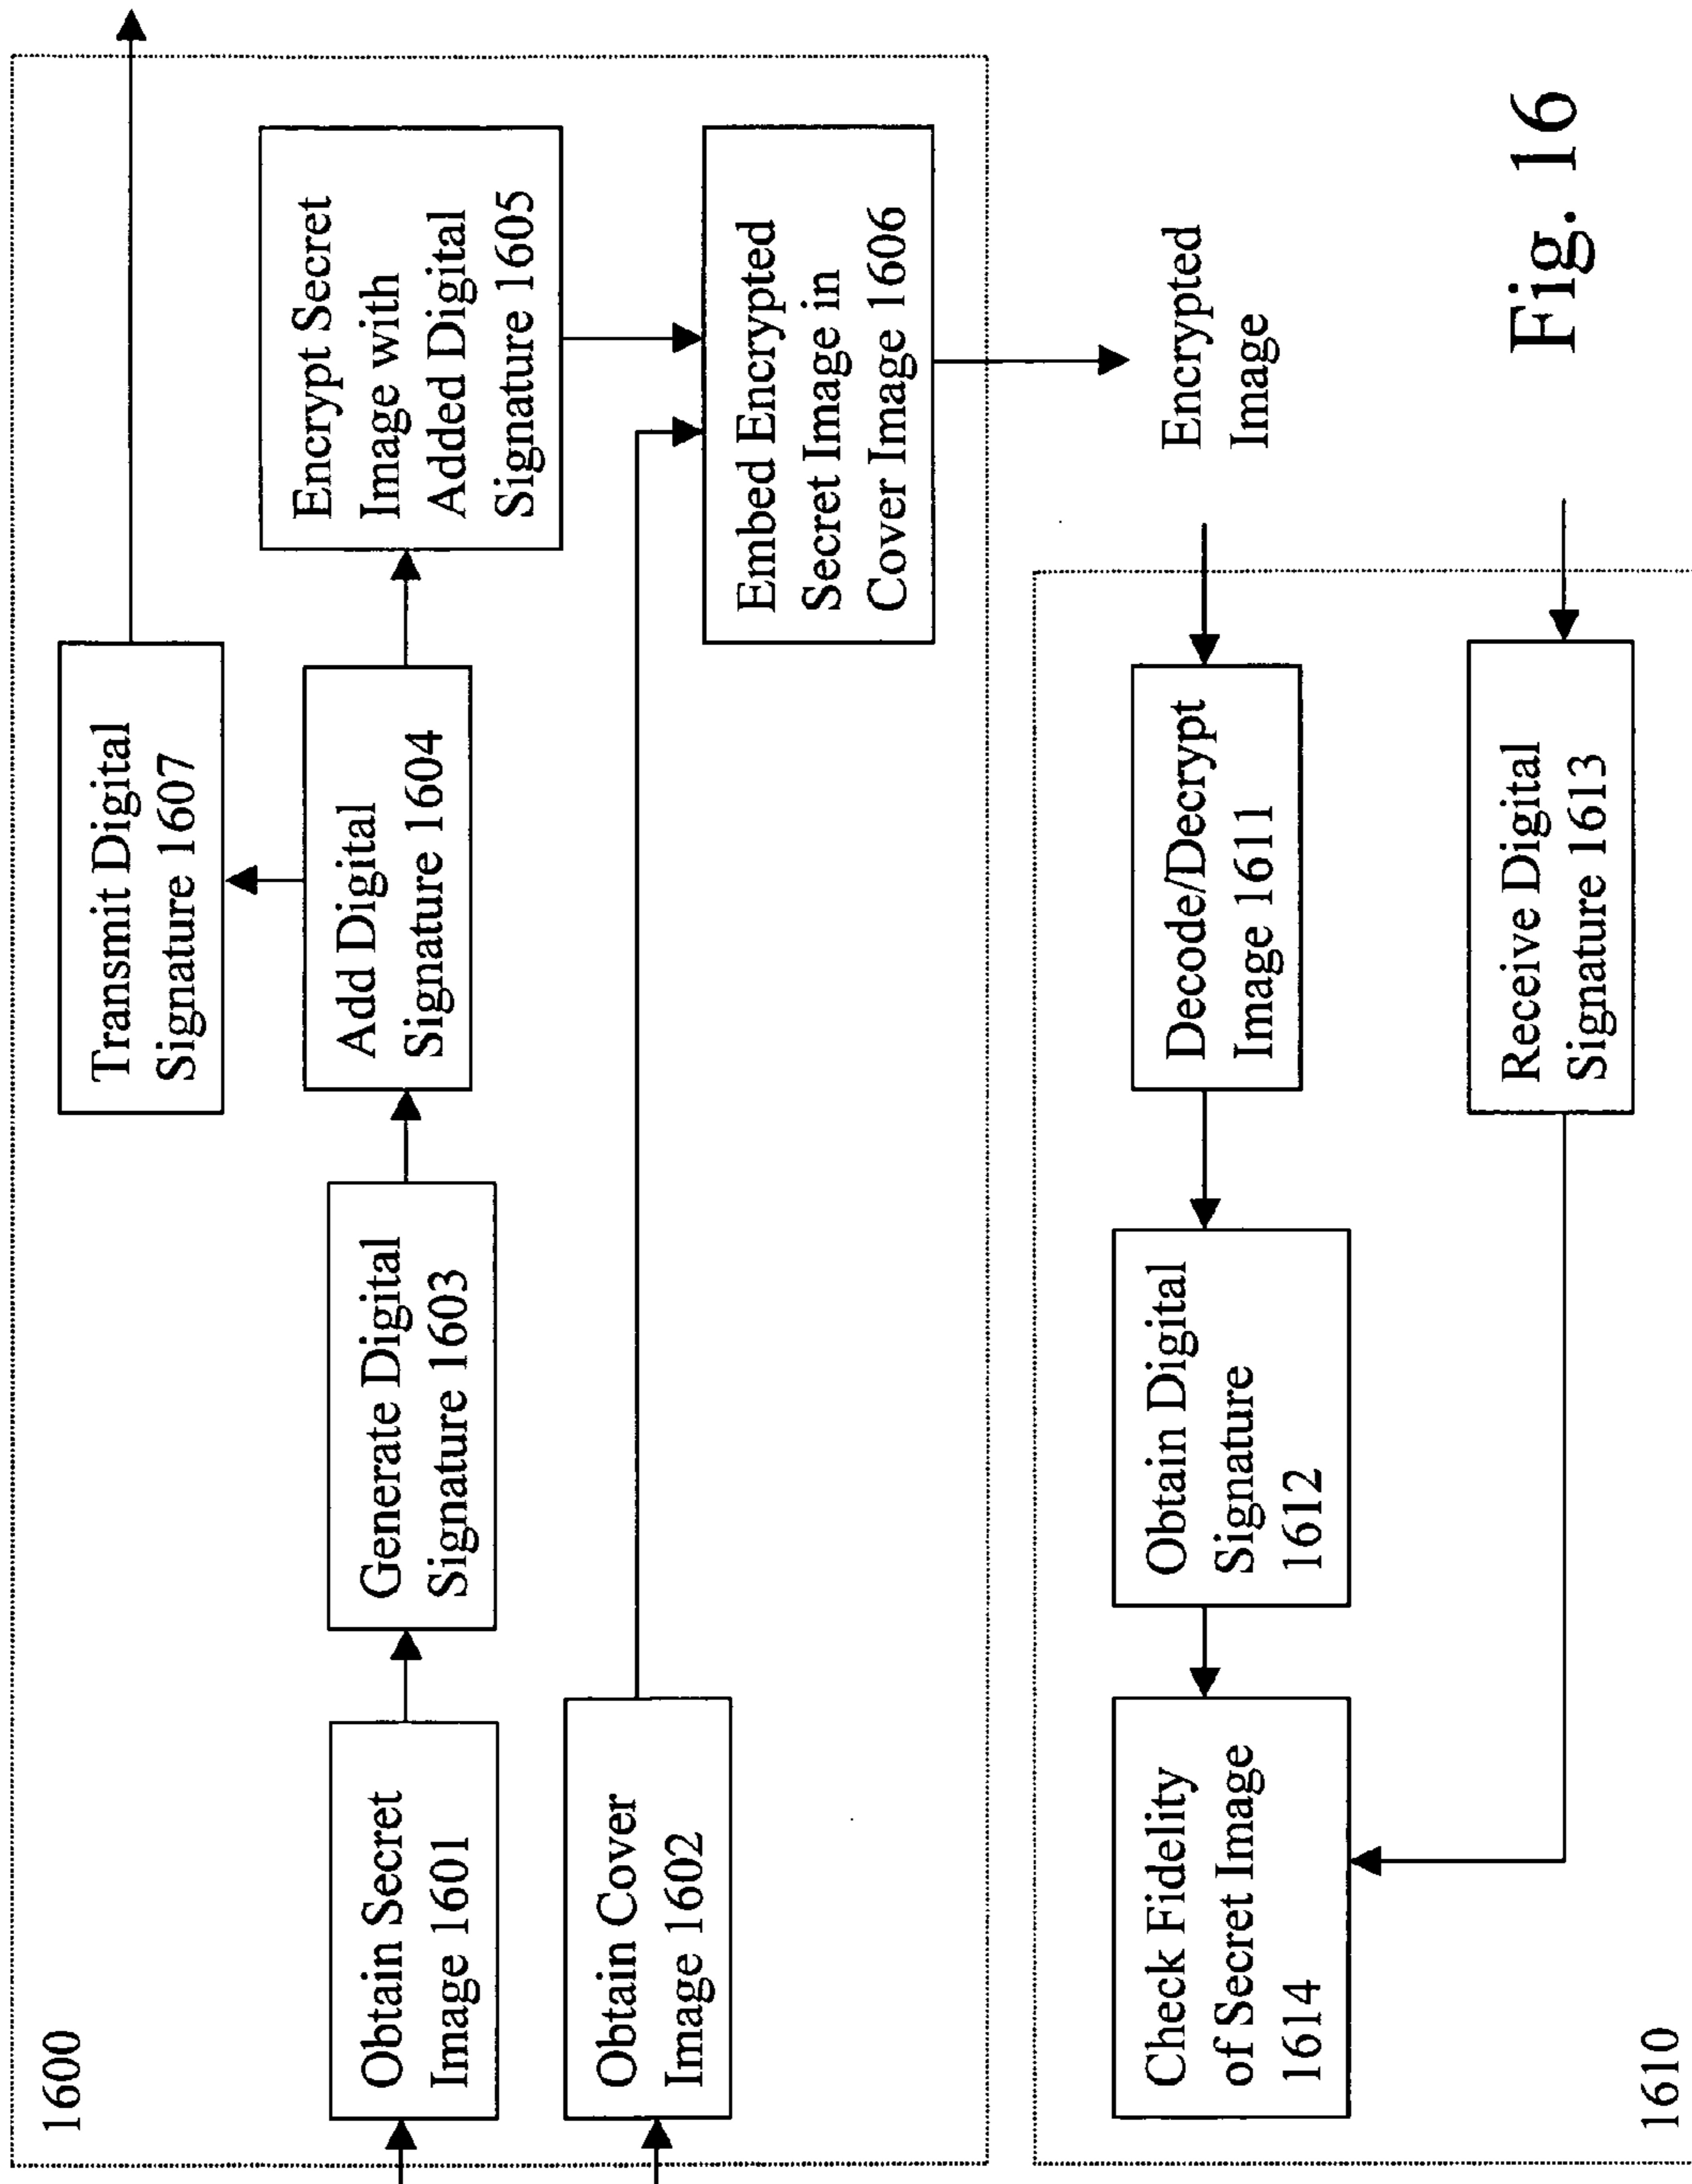 1600
Transmit Digital
Signature 1607
Obtain Secret
Image 1601
Generate Digital
Signature 1603
Add Digital
Signature 1604
Encrypt Secret
Image with
Added Digital
Signature 1605
Obtain Cover
Image 1602
Embed Encrypted
Secret Image in
Cover Image 1606
Encrypted
Image
Check Fidelity
of Secret Image
1614
Obtain Digital
Signature
1612
Decode/Decrypt
Image 1611
Receive Digital
Signature 1613
1610
Fig. 16